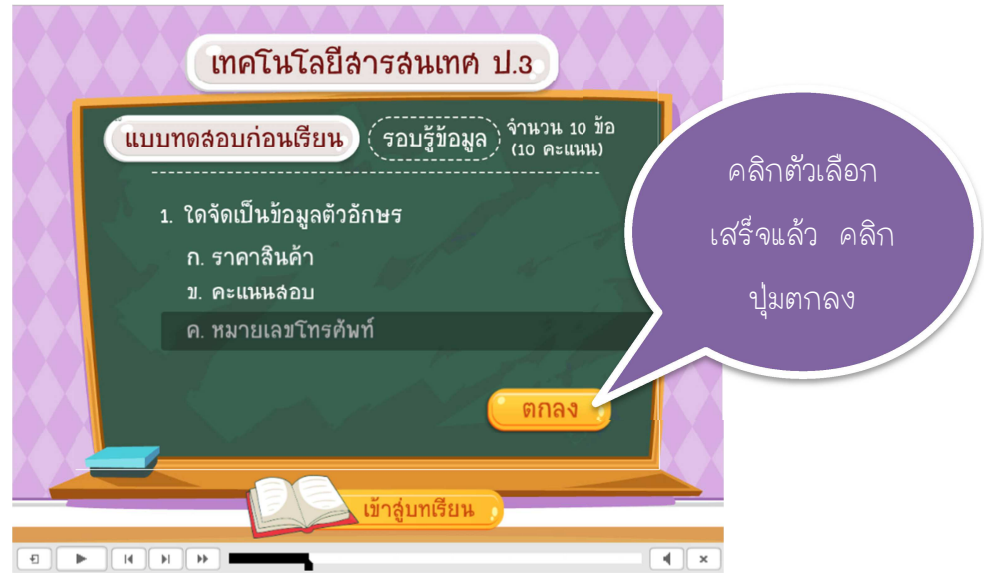 เทคโนโลยีสารสนเทศ ป.3
แบบทดสอบก่อนเรียน
รอบรู้ข้อมูล
จำนวน 10 ข้อ
(10 คะแนน)
1. ใดจัดเป็นข้อมูลตัวอักษร
ก. ราคาสินค้า
ข. คะแนนสอบ
ค. หมายเลขโทรศัพท์
ตกลง
เข้าสู่บทเรียน
คลิกตัวเลือก
เสร็จแล้ว คลิก
ปุ่มตกลง